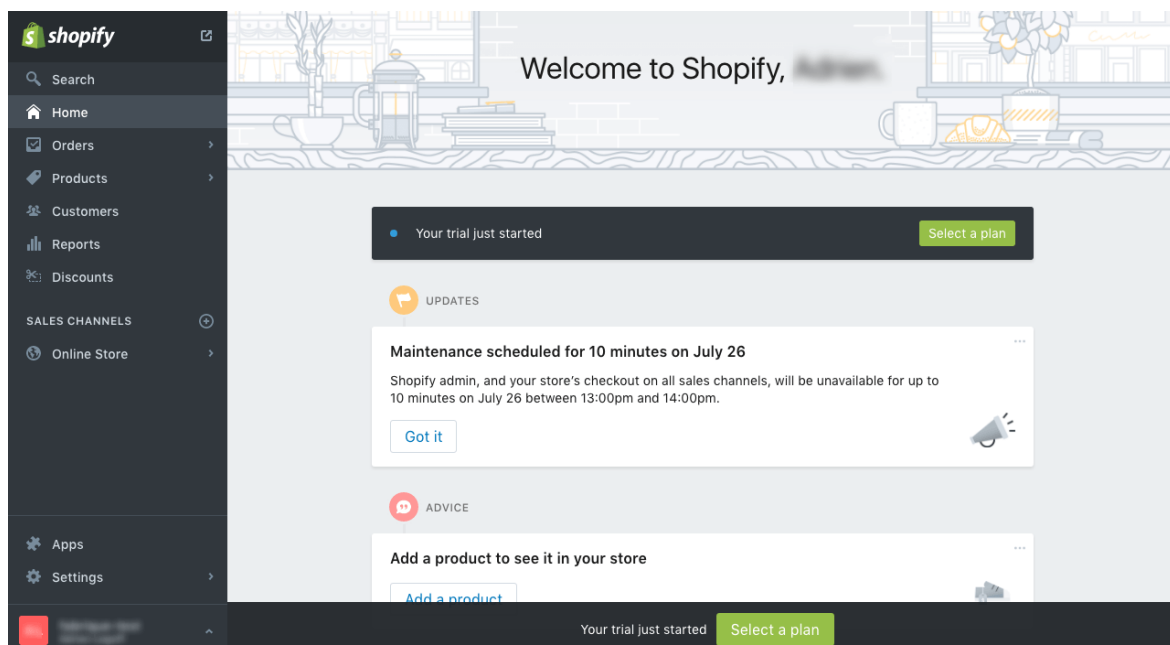 shopify
Search
Home
Orders
Products
Customers
Reports
Discounts
SALES CHANNELS
Online Store
Apps
Settings
Welcome to Shopify,
Your trial just started
Select a plan
UPDATES
Maintenance scheduled for 10 minutes on July 26
Shopify admin, and your store's checkout on all sales channels, will be unavailable for up to
10 minutes on July 26 between 13:00pm and 14:00pm.
Got it
ADVICE
Add a product to see it in your store
Add a product
Your trial just started
Select a plan